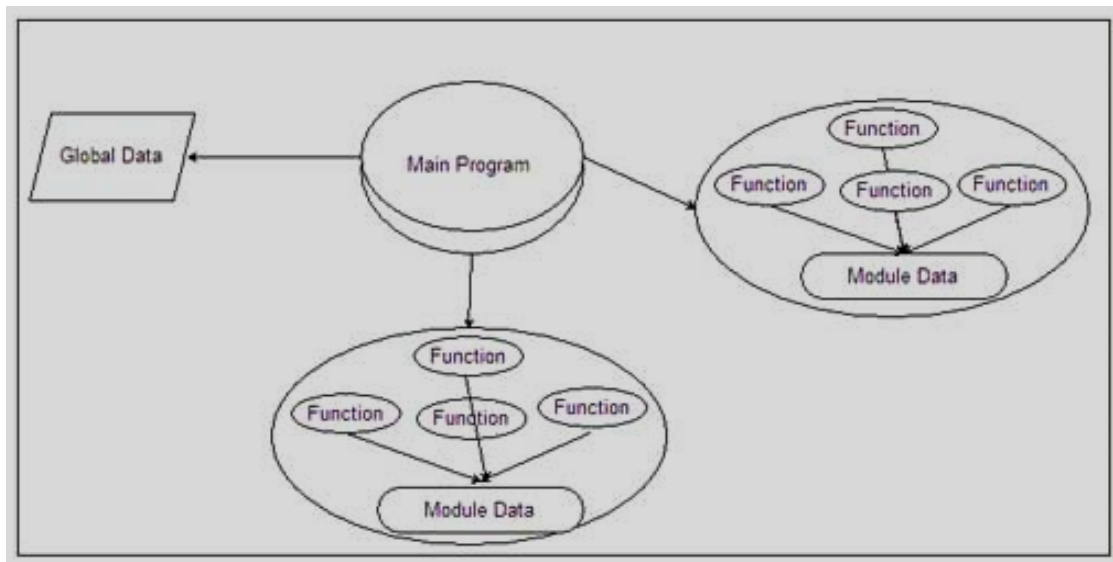 Global Data
Main Program
Function
Function
Function
Function
Module Data
Function
Function
Function
Function
Module Data